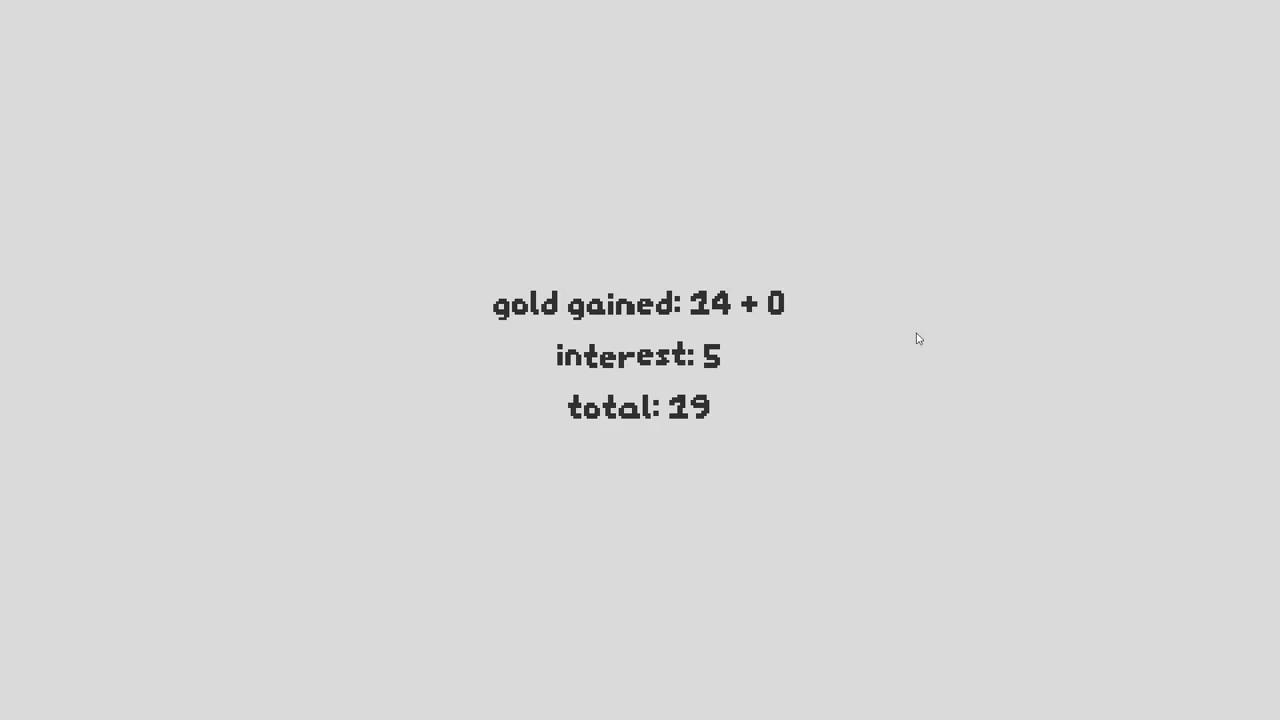 gold gained: 14 + 0
interest: 5
total: 19